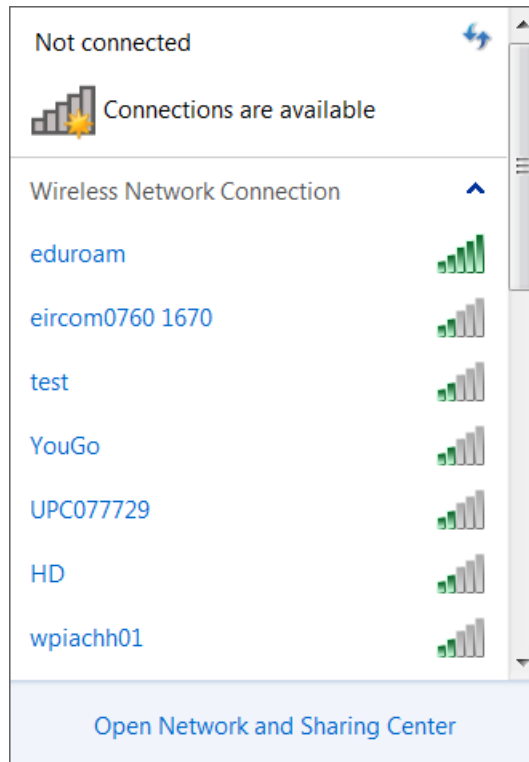 Not connected
Connections are available
Wireless Network Connection
eduroam
eircom0760 1670
test
YouGo
UPC077729
HD
wpiachh01
Open Network and Sharing Center